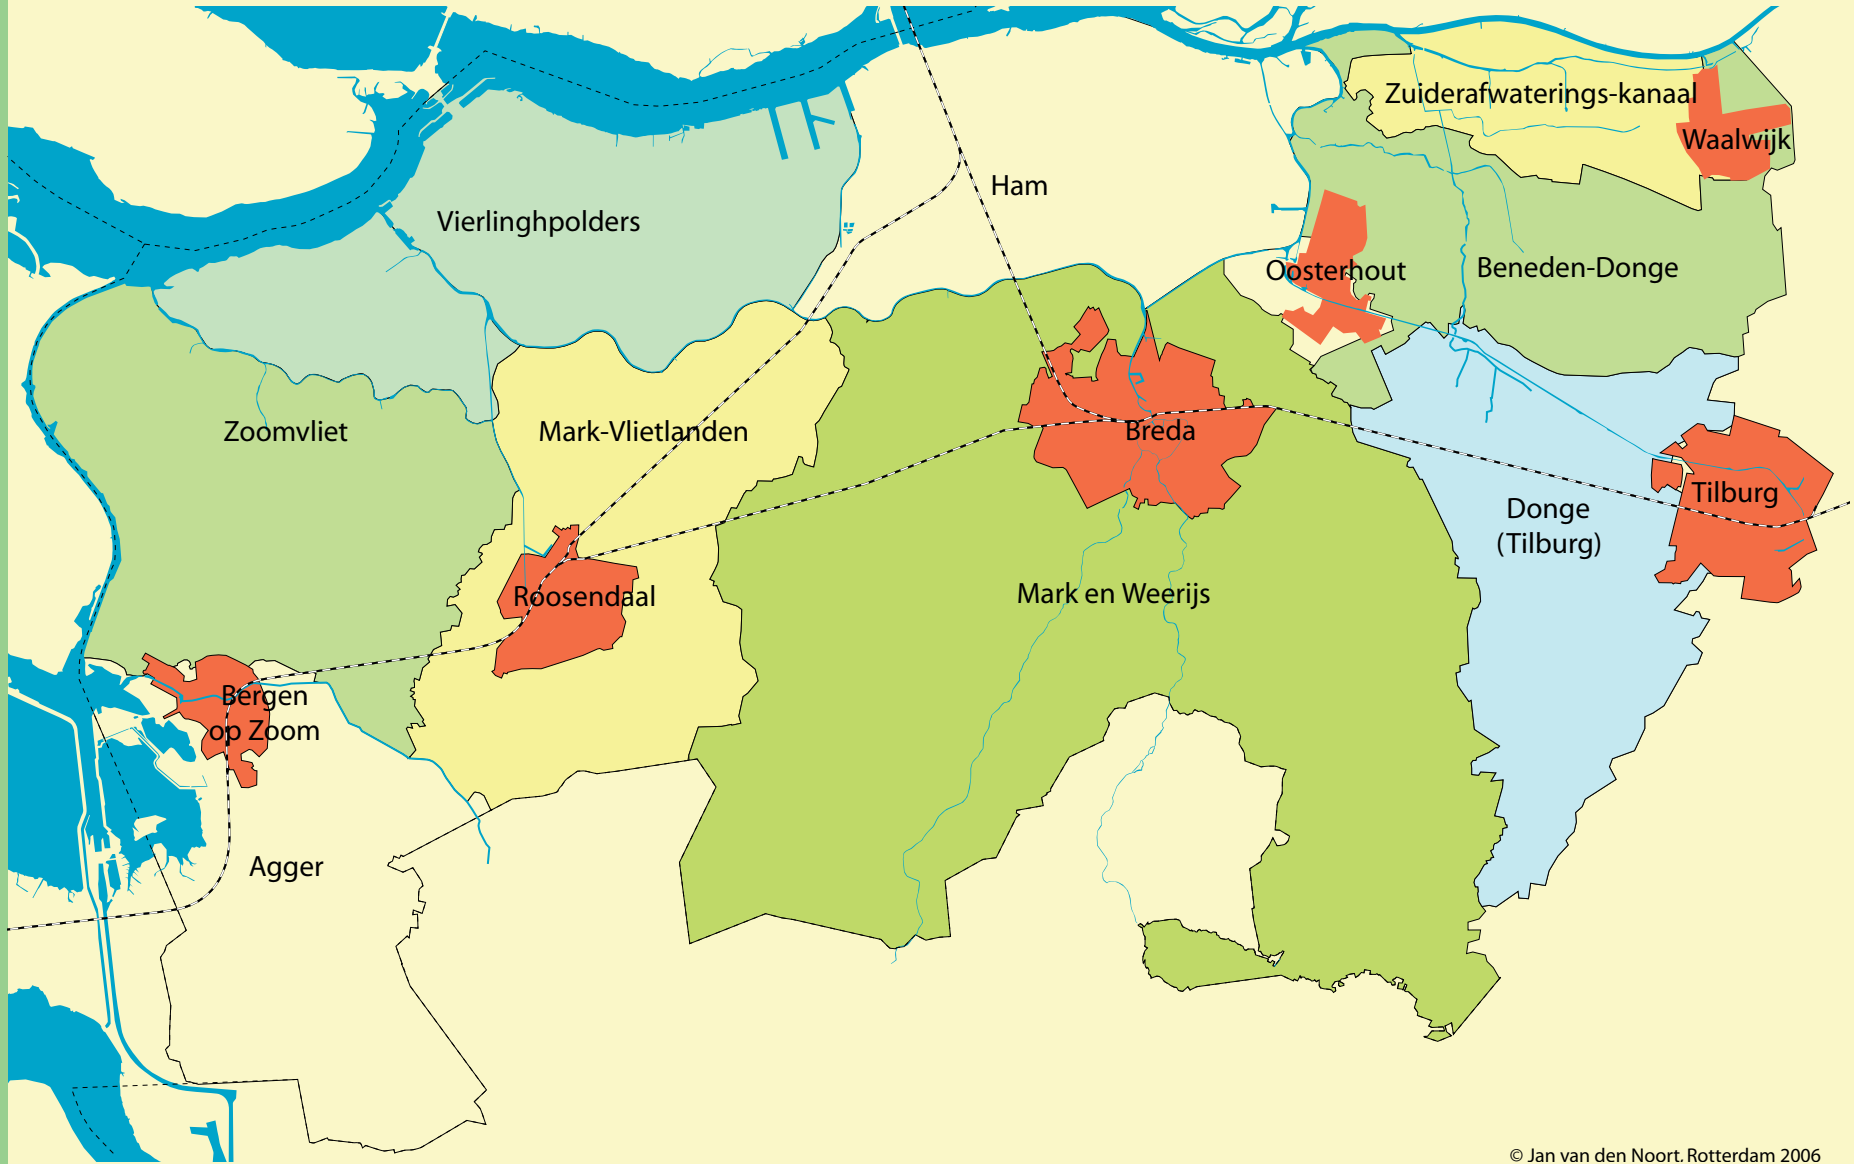 Zuiderafwaterings-kanaal
Waalwijk
Ham
Vierlinghpolders
Oosterhout
Beneden-Donge
Zoomvliet
Mark-Vlietlanden
Breda
Tilburg
Donge
(Tilburg)
Roosendaal
Mark en Weerijs
Bergen
op Zoom
Agger
© Jan van den Noort, Rotterdam 2006